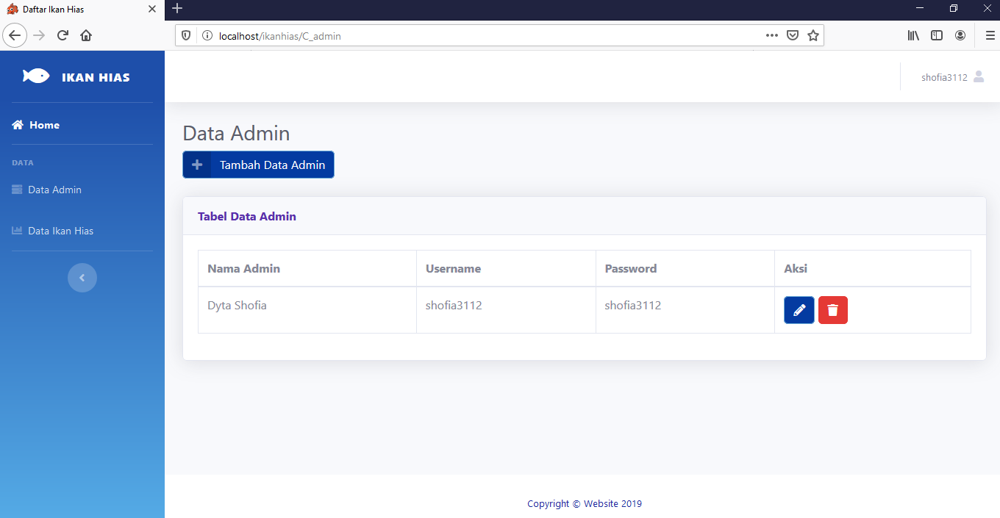 Daftar Ikan Hias
localhost/ikanhias/C_admin
IKAN HIAS
shofia3112
Home
DATA
Data Admin
Data Ikan Hias
Data Admin
Tambah Data Admin
Tabel Data Admin
Nama Admin Username Password Aksi
Dyta Shofia shofia3112 shofia3112
Copyright © Website 2019